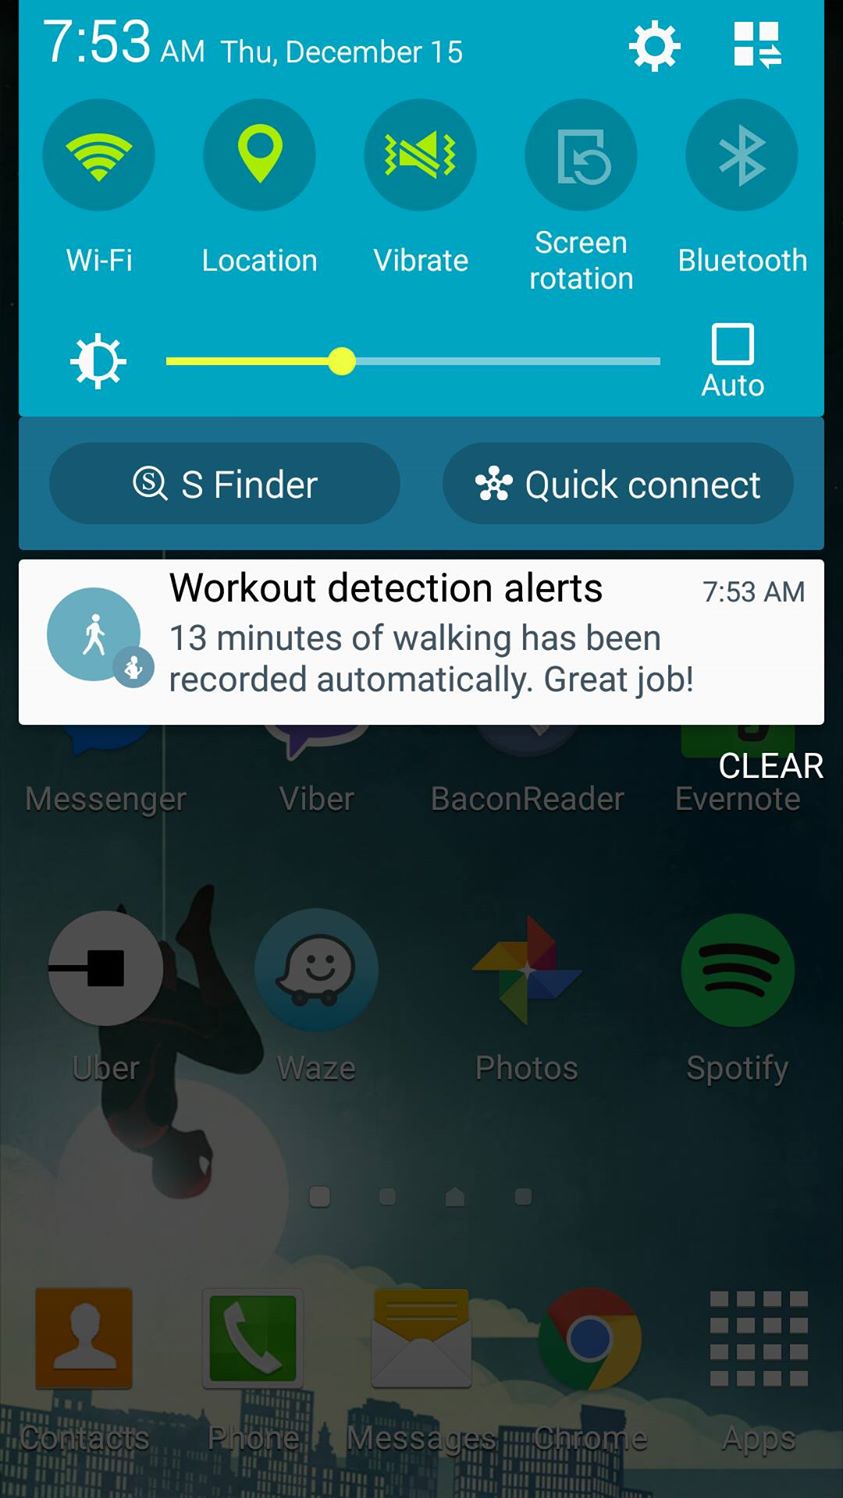 7:53 AM Thu, December 15
Wi-Fi Location Vibrate Screen rotation Bluetooth
Auto
S Finder Quick connect
Workout detection alerts 7:53 AM
13 minutes of walking has been
recorded automatically. Great job!
CLEAR
Messenger Viber BaconReader Evernote
Uber Waze Photos Spotify
Contacts Phone Messages Chrome Apps